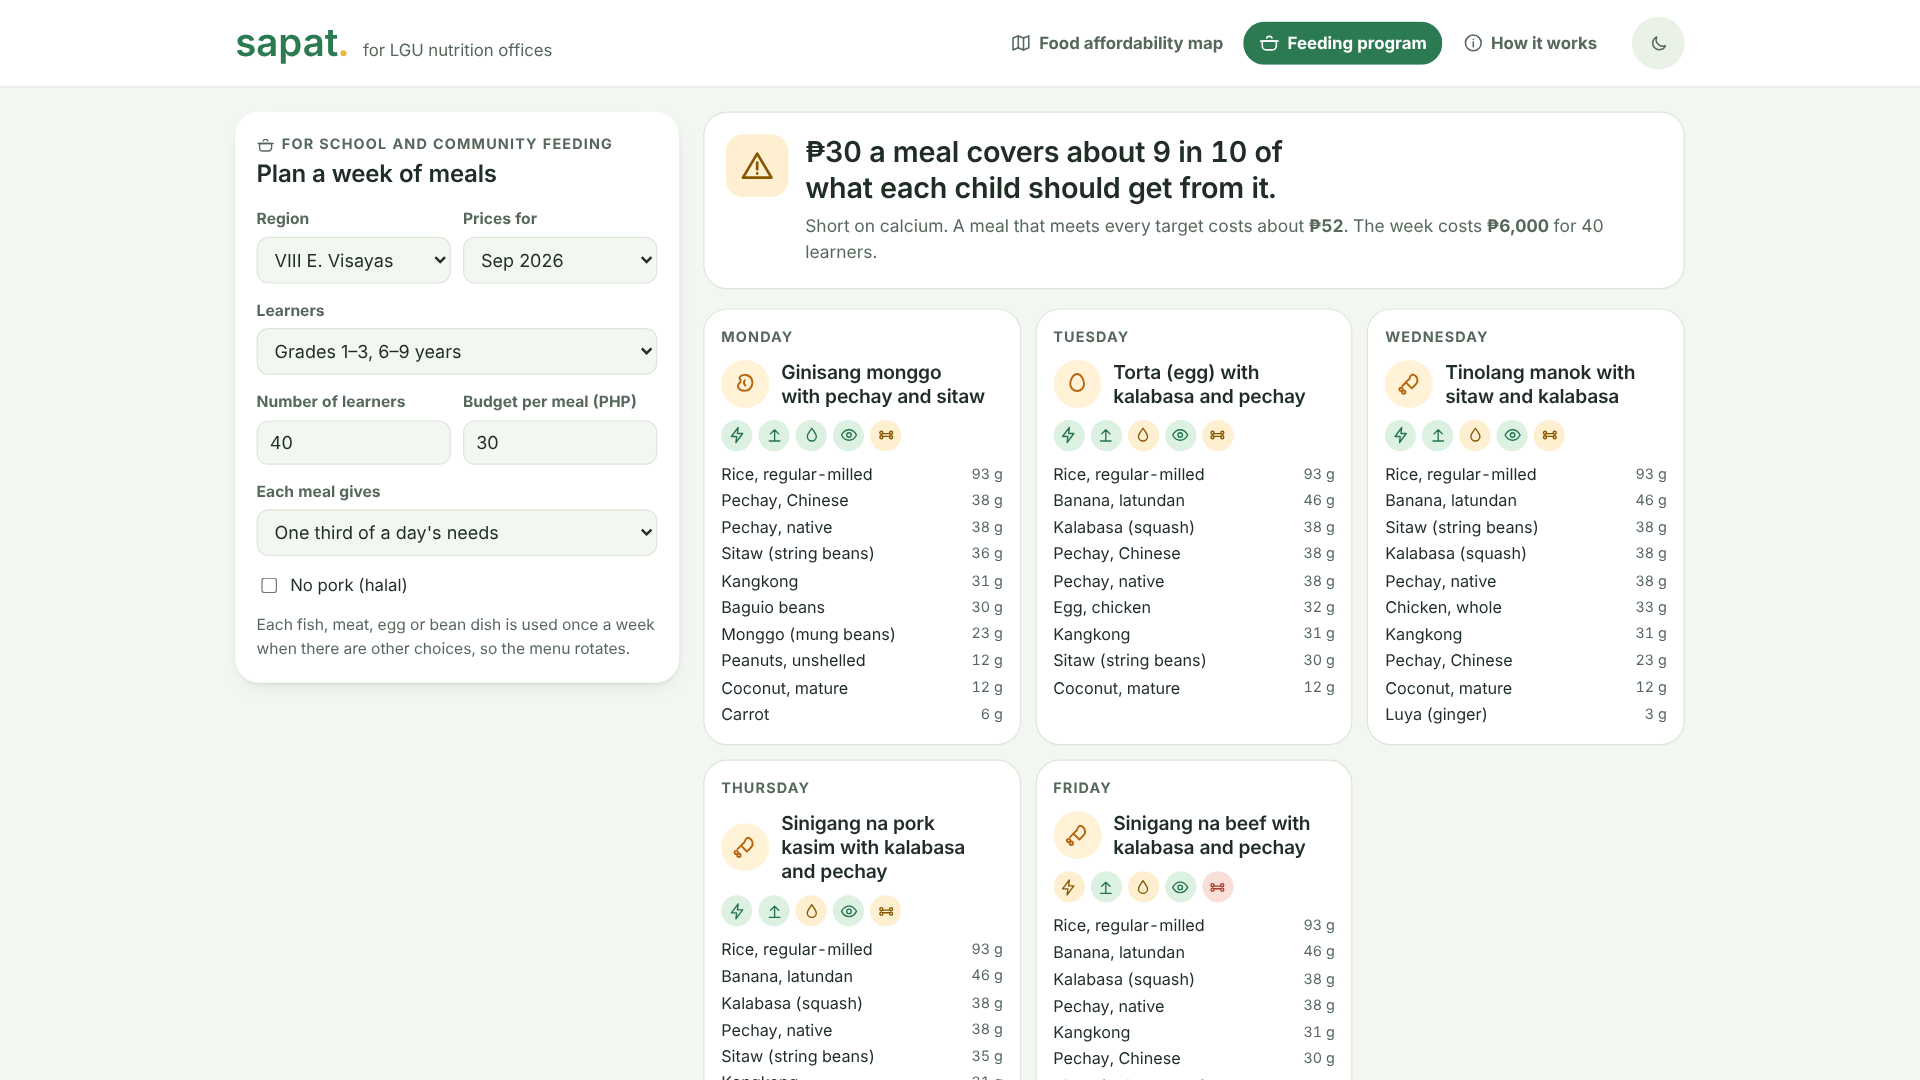 sapat. for LGU nutrition offices
Food affordability map
Feeding program
How it works
FOR SCHOOL AND COMMUNITY FEEDING
Plan a week of meals
Region
Prices for
VIII E. Visayas
Sep 2026
Learners
Grades 1–3, 6–9 years
Number of learners
Budget per meal (PHP)
40
30
Each meal gives
One third of a day's needs
No pork (halal)
Each fish, meat, egg or bean dish is used once a week
when there are other choices, so the menu rotates.
₱30 a meal covers about 9 in 10 of
what each child should get from it.
Short on calcium. A meal that meets every target costs about ₱52. The week costs ₱6,000 for 40
learners.
MONDAY
Ginisang monggo
with pechay and sitaw
Rice, regular-milled 93 g
Pechay, Chinese 38 g
Pechay, native 38 g
Sitaw (string beans) 36 g
Kangkong 31 g
Baguio beans 30 g
Monggo (mung beans) 23 g
Peanuts, unshelled 12 g
Coconut, mature 12 g
Carrot 6 g
TUESDAY
Torta (egg) with
kalabasa and pechay
Rice, regular-milled 93 g
Banana, latundan 46 g
Kalabasa (squash) 38 g
Pechay, Chinese 38 g
Pechay, native 38 g
Egg, chicken 32 g
Kangkong 31 g
Sitaw (string beans) 30 g
Coconut, mature 12 g
WEDNESDAY
Tinolang manok with
sitaw and kalabasa
Rice, regular-milled 93 g
Banana, latundan 46 g
Sitaw (string beans) 38 g
Kalabasa (squash) 38 g
Pechay, native 38 g
Chicken, whole 33 g
Kangkong 31 g
Pechay, Chinese 23 g
Coconut, mature 12 g
Luya (ginger) 3 g
THURSDAY
Sinigang na pork
kasim with kalabasa
and pechay
Rice, regular-milled 93 g
Banana, latundan 46 g
Kalabasa (squash) 38 g
Pechay, native 38 g
Sitaw (string beans) 35 g
FRIDAY
Sinigang na beef with
kalabasa and pechay
Rice, regular-milled 93 g
Banana, latundan 46 g
Kalabasa (squash) 38 g
Pechay, native 38 g
Kangkong 31 g
Pechay, Chinese 30 g